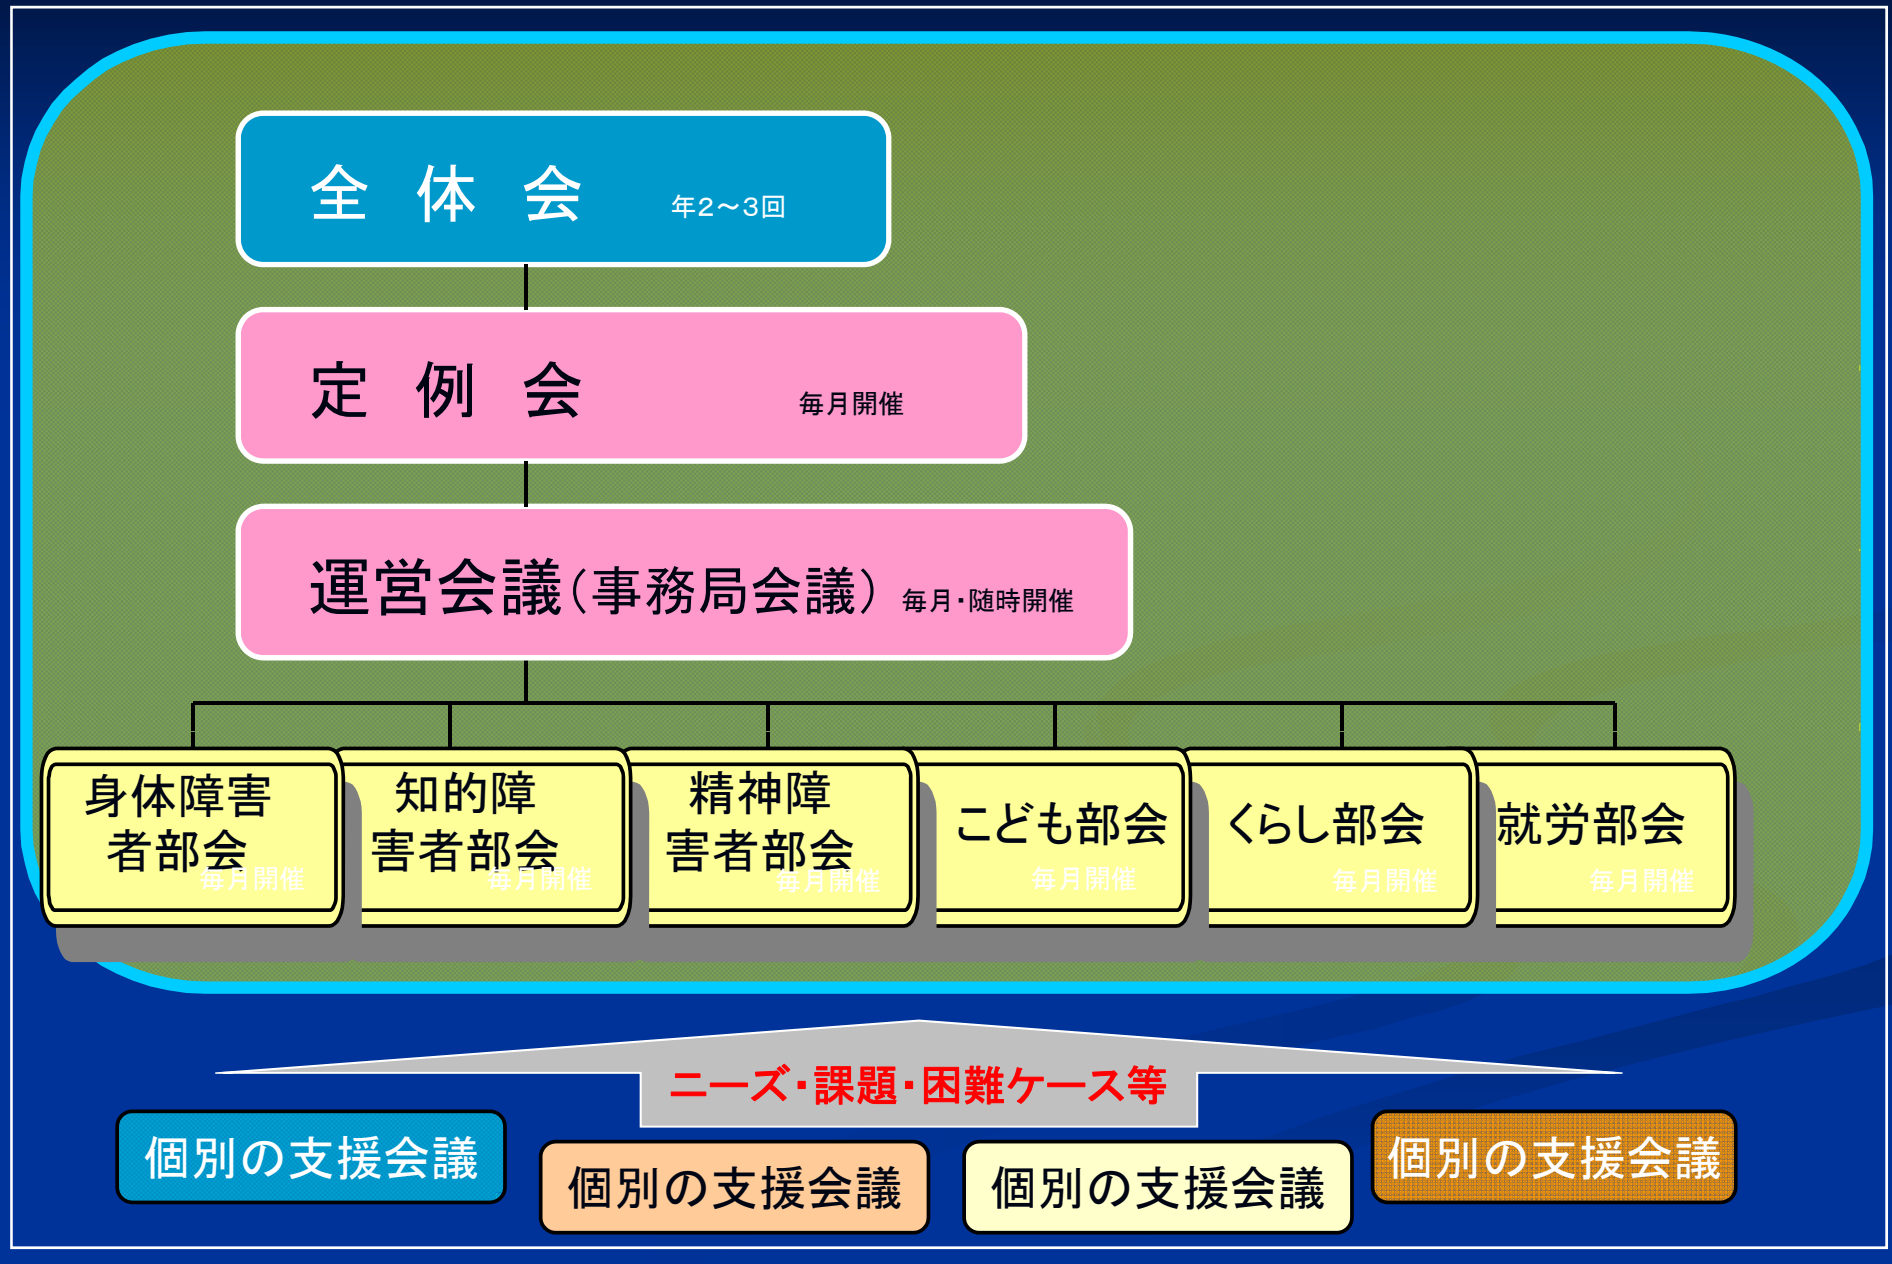 全　体　会　　年２～３回
定　例　会　　　　毎月開催
運営会議（事務局会議）毎月・随時開催
身体障害
者部会
毎月開催
知的障
害者部会
毎月開催
精神障
害者部会
毎月開催
こども部会
毎月開催
くらし部会
毎月開催
就労部会
毎月開催
ニーズ・課題・困難ケース等
個別の支援会議
個別の支援会議
個別の支援会議
個別の支援会議